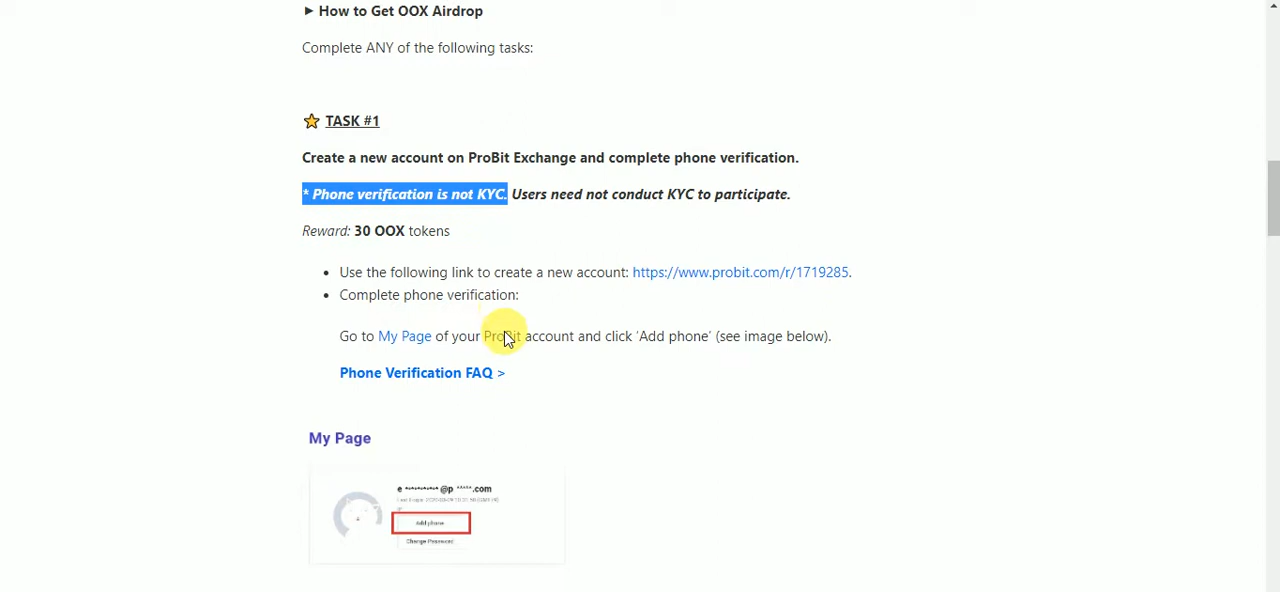 ► How to Get OOX Airdrop
Complete ANY of the following tasks:
TASK #1
Create a new account on ProBit Exchange and complete phone verification.
* Phone verification is not KYC. Users need not conduct KYC to participate.
Reward: 30 OOX tokens
• Use the following link to create a new account: https://www.probit.com/r/1719285.
• Complete phone verification:
Go to My Page of your ProBit account and click 'Add phone' (see image below).
Phone Verification FAQ >
My Page
e **********@p *****.com
Add phone
Change Password